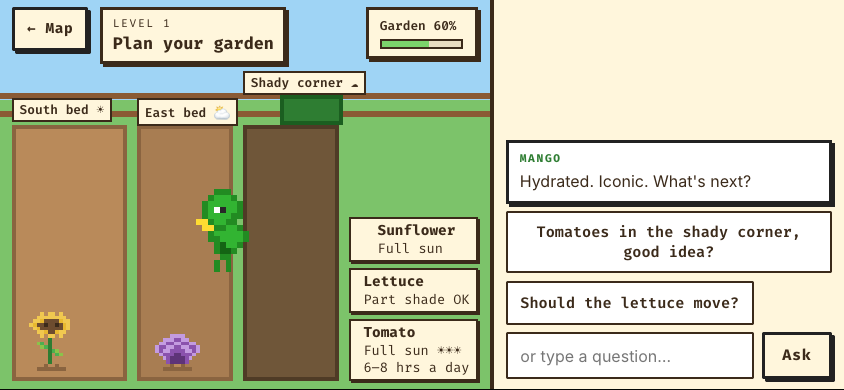 ← Map
LEVEL 1
Plan your garden
Garden 60%
Shady corner ☁
South bed ☀
East bed ⛅
Sunflower
Full sun
Lettuce
Part shade OK
Tomato
Full sun ☀☀☀
6–8 hrs a day
MANGO
Hydrated. Iconic. What's next?
Tomatoes in the shady corner,
good idea?
Should the lettuce move?
or type a question...
Ask